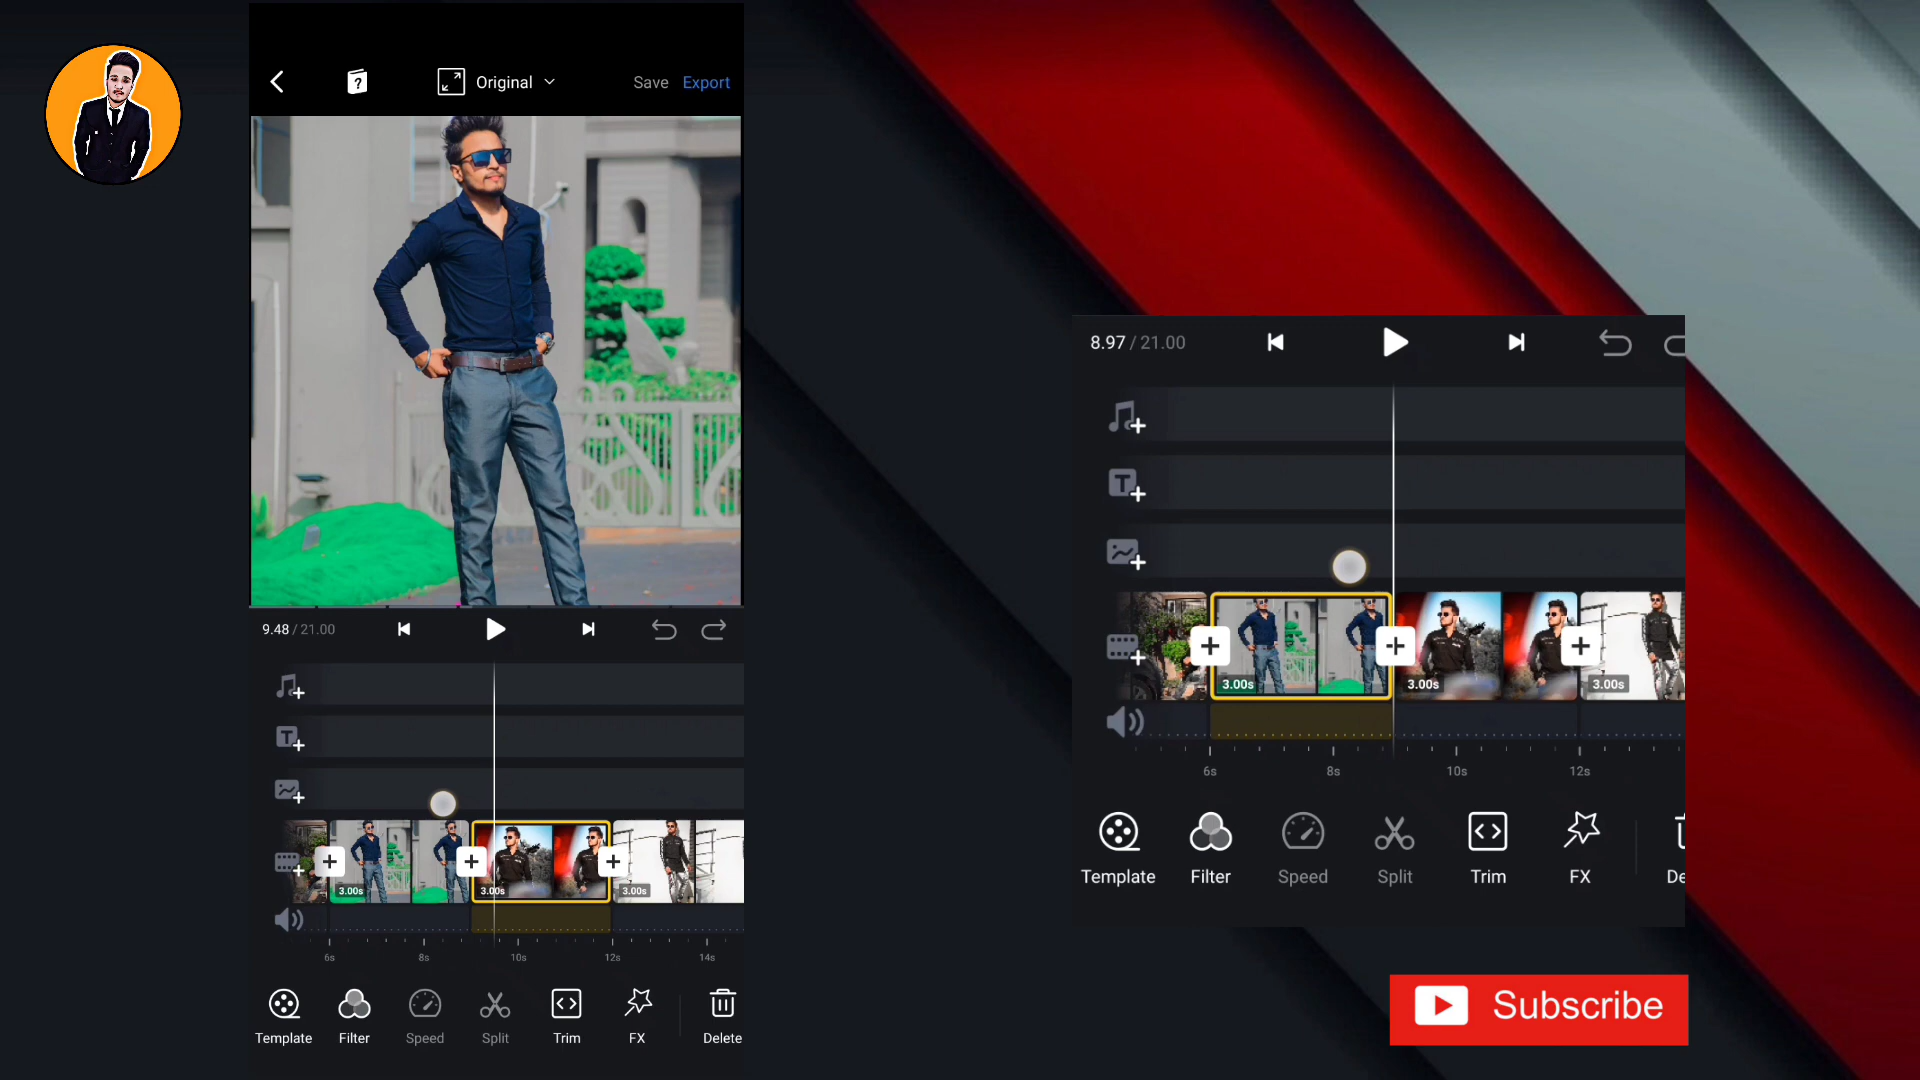 Original
Save Export
9.48 / 21.00
3.00s 3.00s 3.00s
6s 8s 10s 12s 14s
Template Filter Speed Split Trim FX Delete
8.97 / 21.00
3.00s 3.00s 3.00s
6s 8s 10s 12s
Template Filter Speed Split Trim FX De
Subscribe